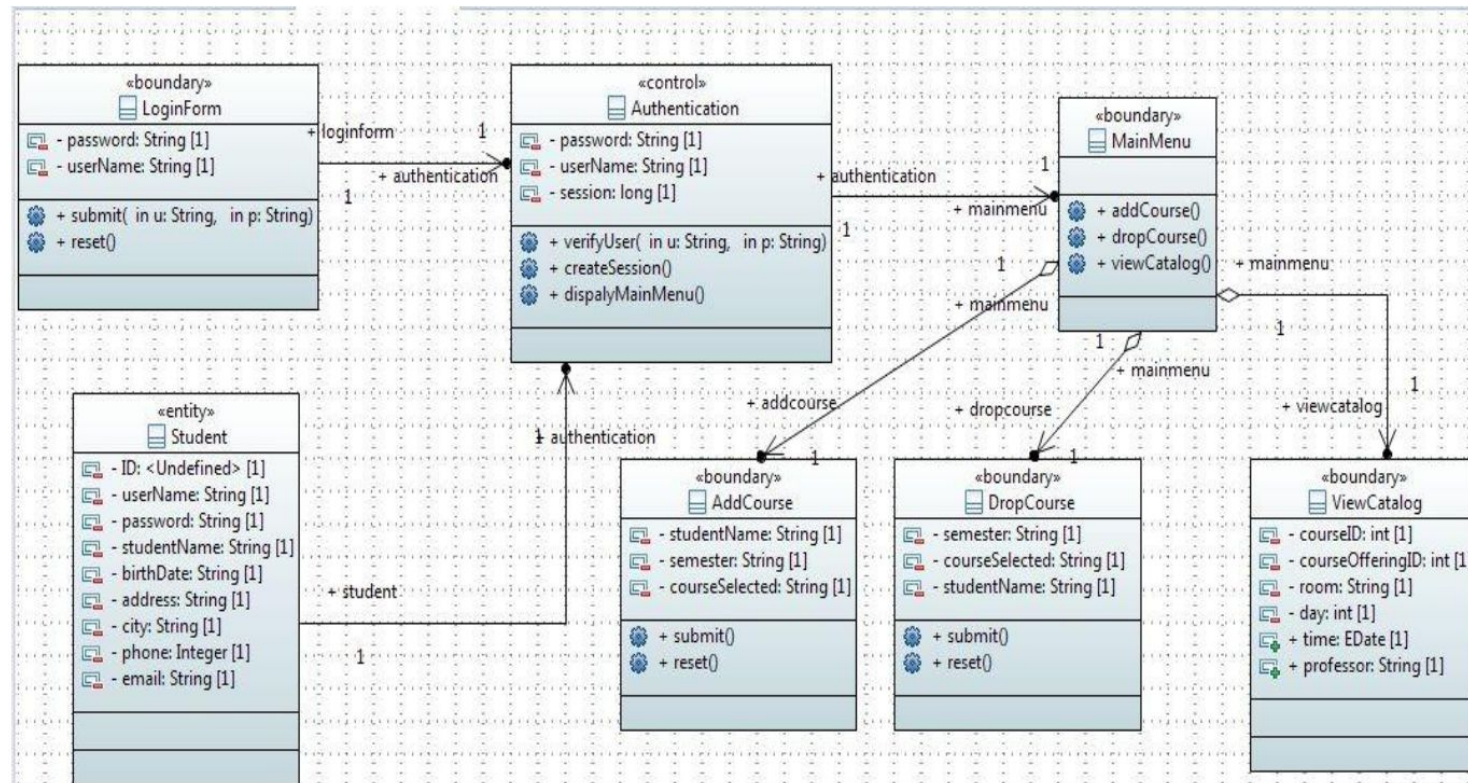 «boundary»
LoginForm
- password: String [1]
- userName: String [1]
+ submit( in u: String, in p: String)
+ reset()
+ loginform
1
+ authentication
1
«control»
Authentication
- password: String [1]
- userName: String [1]
- session: long [1]
+ verifyUser( in u: String, in p: String)
+ createSession()
+ dispalyMainMenu()
+ authentication
1
+ mainmenu
1
«boundary»
MainMenu
+ addCourse()
+ dropCourse()
+ viewCatalog()
1
+ mainmenu
1
+ mainmenu
+ mainmenu
1
+ addcourse
1
+ dropcourse
1
+ viewcatalog
1
«entity»
Student
- ID: <Undefined> [1]
- userName: String [1]
- password: String [1]
- studentName: String [1]
- birthDate: String [1]
- address: String [1]
- city: String [1]
- phone: Integer [1]
- email: String [1]
+ student
1
1
+ authentication
«boundary»
AddCourse
- studentName: String [1]
- semester: String [1]
- courseSelected: String [1]
+ submit()
+ reset()
«boundary»
DropCourse
- semester: String [1]
- courseSelected: String [1]
- studentName: String [1]
+ submit()
+ reset()
«boundary»
ViewCatalog
- courseID: int [1]
- courseOfferingID: int [1
- room: String [1]
- day: int [1]
+ time: EDate [1]
+ professor: String [1]